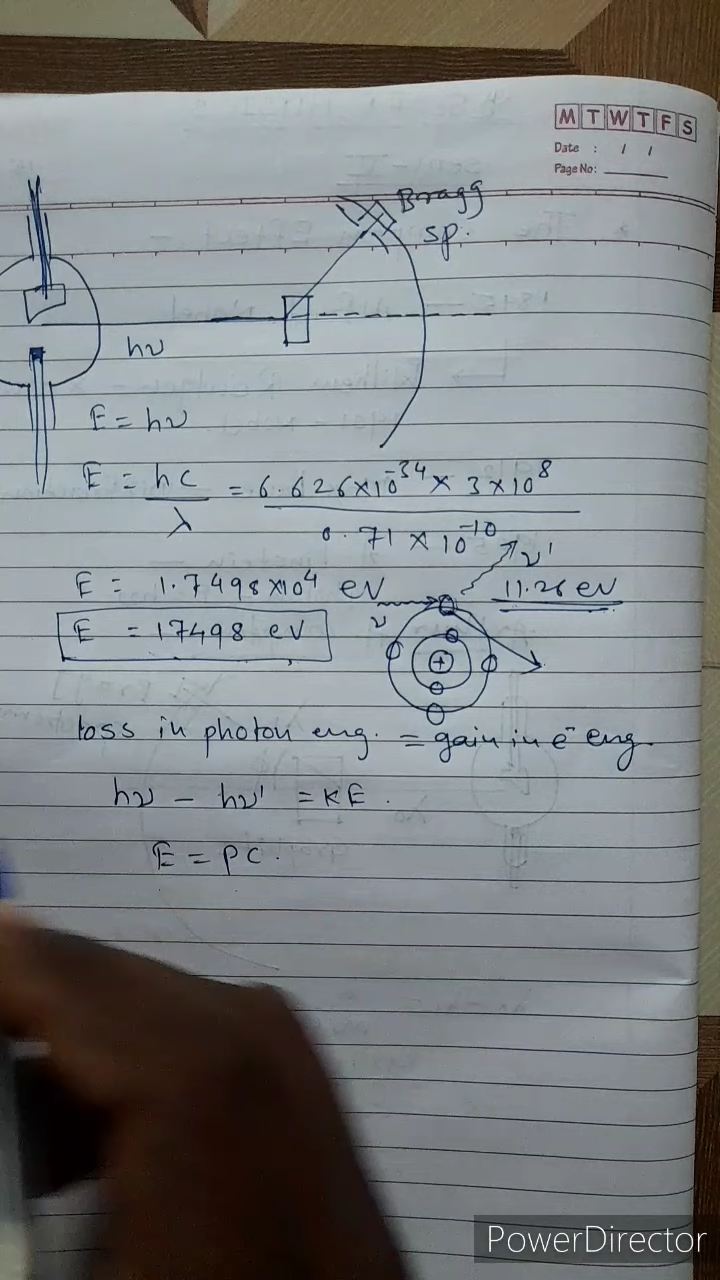 M T W T F S
Date : / /
Page No:
Bragg
sp.
hν
E = hν
E = hc/λ = 6.626×10⁻³⁴ × 3×10⁸ / 0.71 × 10⁻¹⁰
ν'
E = 1.7498×10⁴ eV
11.26 eV
ν
E = 17498 eV
+
loss in photon eng. = gain in e⁻ eng.
hν - hν' = KE.
E = PC.
PowerDirector